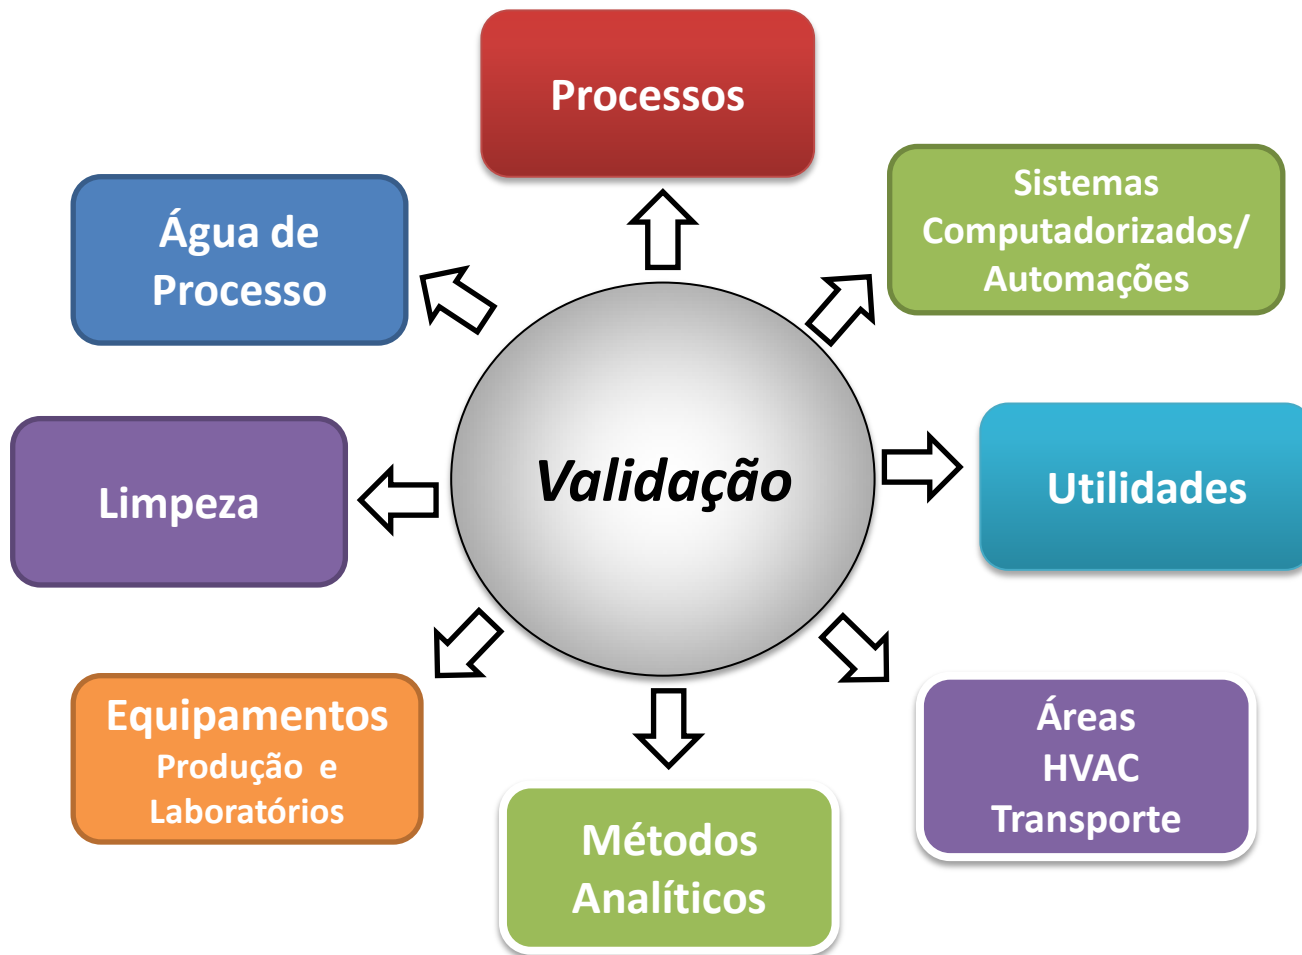 Processos
Sistemas
Computadorizados/
Automações
Água de
Processo
Validação
Utilidades
Limpeza
Equipamentos
Produção e
Laboratórios
Áreas
HVAC
Transporte
Métodos
Analíticos